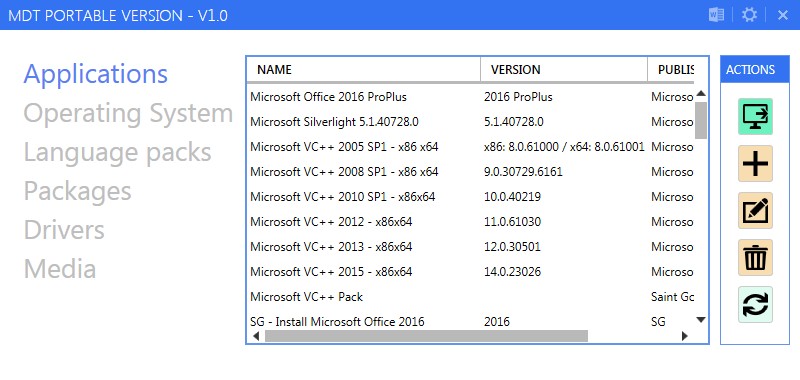 MDT PORTABLE VERSION - V1.0
Applications
Operating System
Language packs
Packages
Drivers
Media
NAME VERSION PUBLIS
Microsoft Office 2016 ProPlus 2016 ProPlus Microso
Microsoft Silverlight 5.1.40728.0 5.1.40728.0 Microso
Microsoft VC++ 2005 SP1 - x86 x64 x86: 8.0.61000 / x64: 8.0.61001 Microso
Microsoft VC++ 2008 SP1 - x86 x64 9.0.30729.6161 Microso
Microsoft VC++ 2010 SP1 - x86x64 10.0.40219 Microso
Microsoft VC++ 2012 - x86x64 11.0.61030 Microso
Microsoft VC++ 2013 - x86x64 12.0.30501 Microso
Microsoft VC++ 2015 - x86x64 14.0.23026 Microso
Microsoft VC++ Pack Saint Gc
SG - Install Microsoft Office 2016 2016 SG
ACTIONS